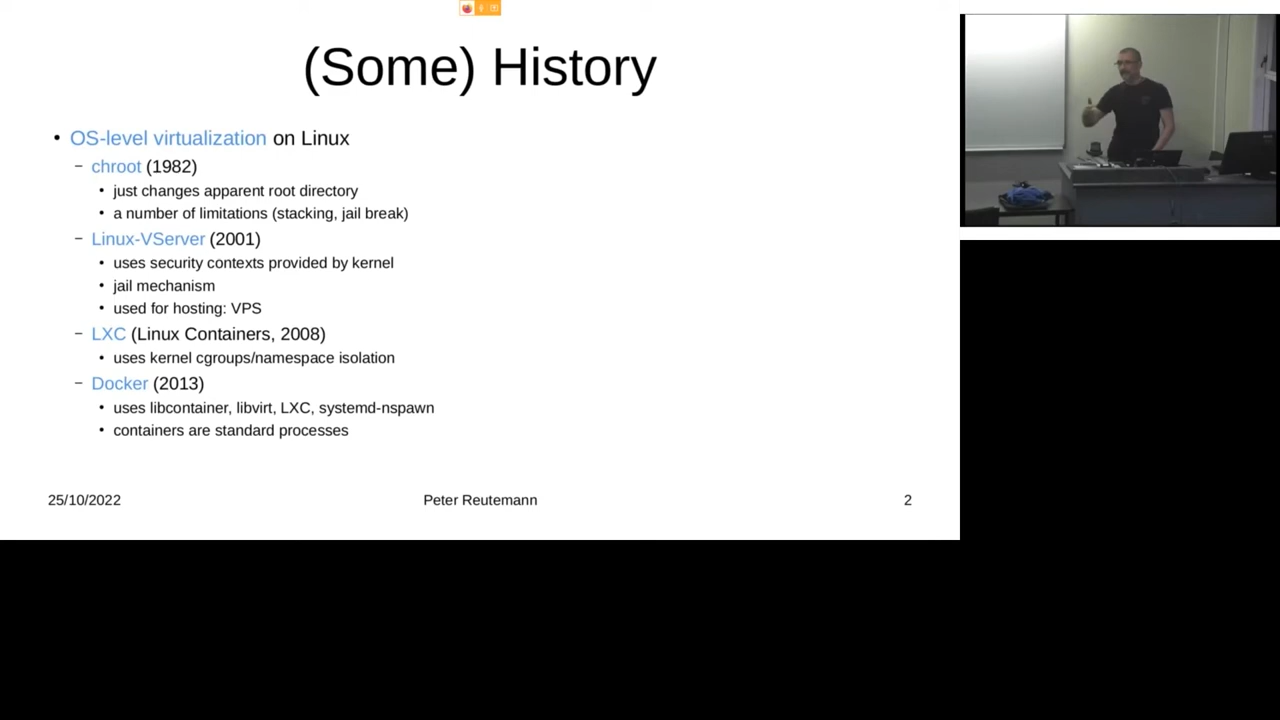 (Some) History
• OS-level virtualization on Linux
– chroot (1982)
• just changes apparent root directory
• a number of limitations (stacking, jail break)
– Linux-VServer (2001)
• uses security contexts provided by kernel
• jail mechanism
• used for hosting: VPS
– LXC (Linux Containers, 2008)
• uses kernel cgroups/namespace isolation
– Docker (2013)
• uses libcontainer, libvirt, LXC, systemd-nspawn
• containers are standard processes
25/10/2022 Peter Reutemann 2